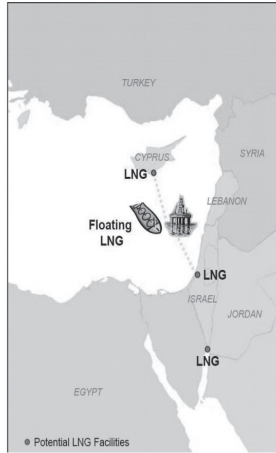 TURKEY
CYPRUS
SYRIA
LNG
LEBANON
Floating
LNG
LNG
ISRAEL
JORDAN
LNG
EGYPT
Potential LNG Facilities